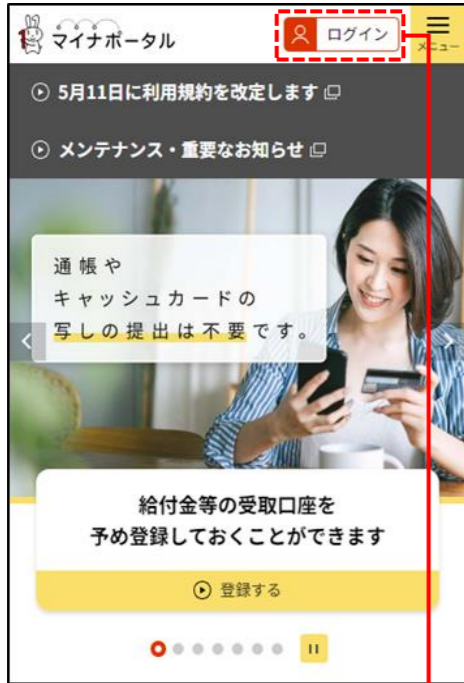 マイナポータル
ログイン
メニュー
5月11日に利用規約を改定します
メンテナンス・重要なお知らせ
通帳や
キャッシュカードの
写しの提出は不要です。
給付金等の受取口座を
予め登録しておくことができます
登録する